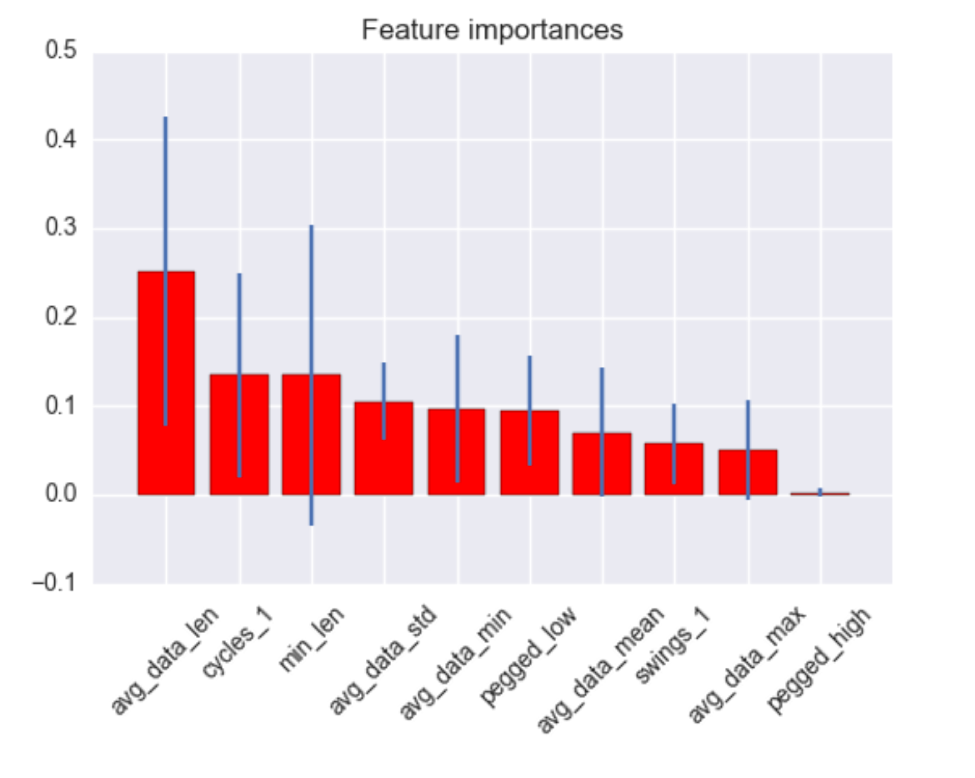 Feature importances
0.5
0.4
0.3
0.2
0.1
0.0
−0.1
avg_data_len
cycles_1
min_len
avg_data_std
avg_data_min
pegged_low
avg_data_mean
swings_1
avg_data_max
pegged_high